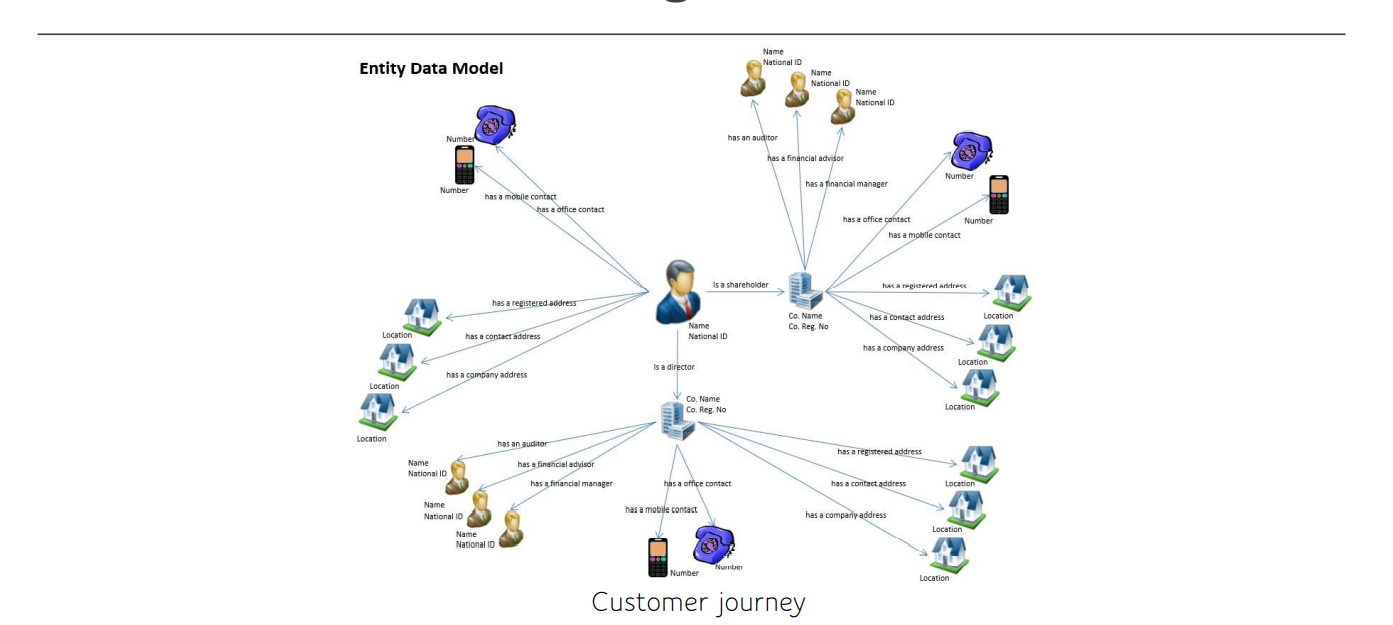 Entity Data Model
Name
National ID
Name
National ID
Name
National ID
has an auditor
has a financial advisor
has a financial manager
Number
Number
has a mobile contact
has a office contact
Number
Number
has a office contact
has a mobile contact
Is a shareholder
Co. Name
Co. Reg. No
Name
National ID
has a registered address
has a contact address
has a company address
Location
Location
Location
has a registered address
has a contact address
has a company address
Location
Location
Location
Is a director
Co. Name
Co. Reg. No
has an auditor
has a financial advisor
has a financial manager
Name
National ID
Name
National ID
Name
National ID
has a office contact
has a mobile contact
Number
Number
has a registered address
has a contact address
has a company address
Location
Location
Location
Customer journey